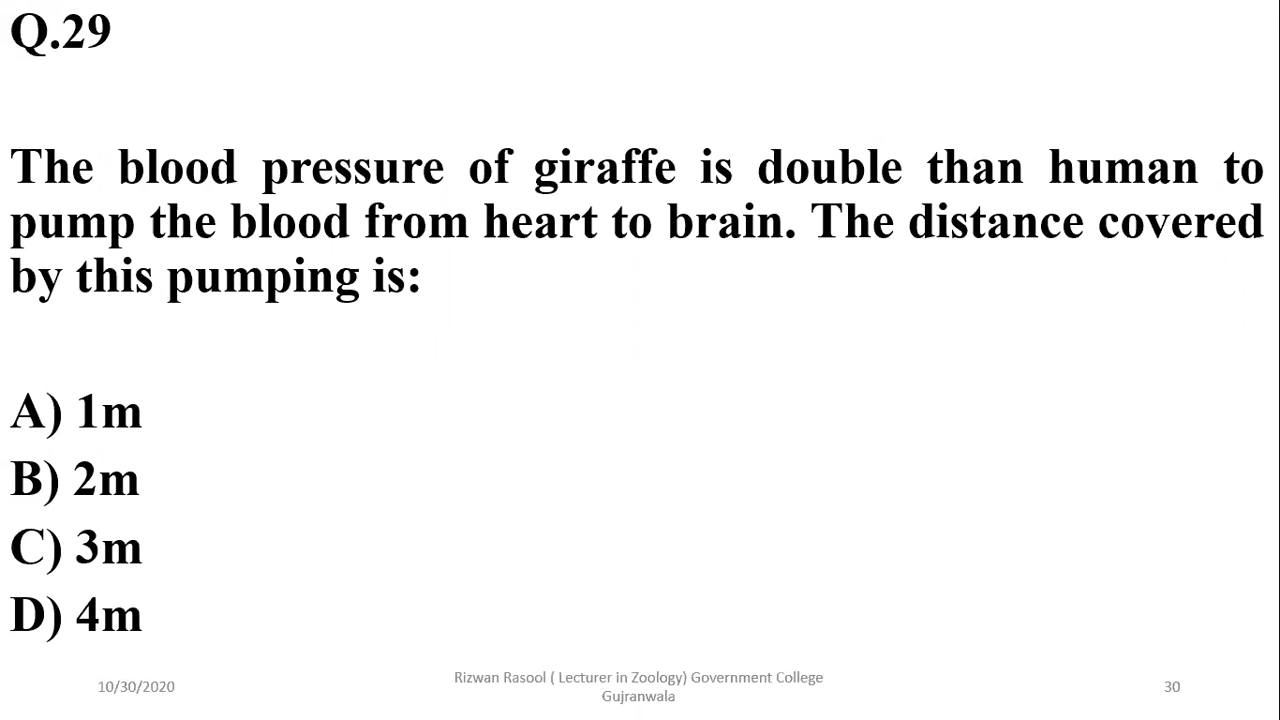 Q.29
The blood pressure of giraffe is double than human to
pump the blood from heart to brain. The distance covered
by this pumping is:
A) 1m
B) 2m
C) 3m
D) 4m
10/30/2020
Rizwan Rasool ( Lecturer in Zoology) Government College
Gujranwala
30